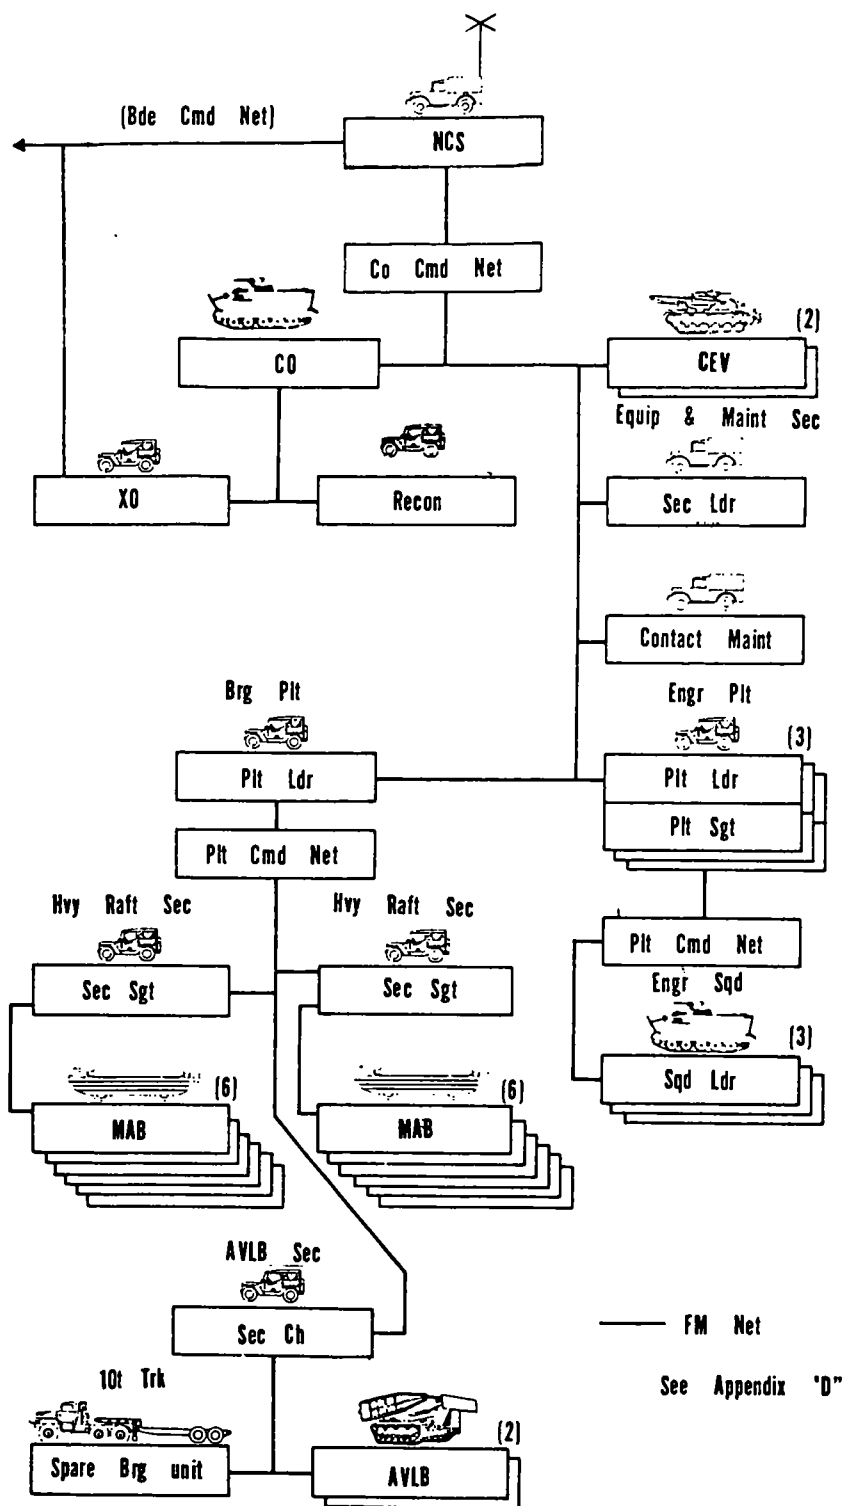 (Bde Cmd Net)
NCS
Co Cmd Net
(2)
CO
CEV
Equip & Maint Sec
XO
Recon
Sec Ldr
Contact Maint
Brg Plt
Engr Plt
(3)
Plt Ldr
Plt Ldr
Plt Sgt
Plt Cmd Net
Hvy Raft Sec
Hvy Raft Sec
Plt Cmd Net
Sec Sgt
Sec Sgt
Engr Sqd
(3)
Sqd Ldr
(6)
(6)
MAB
MAB
AVLB Sec
Sec Ch
FM Net
See Appendix "D"
10t Trk
(2)
Spare Brg unit
AVLB